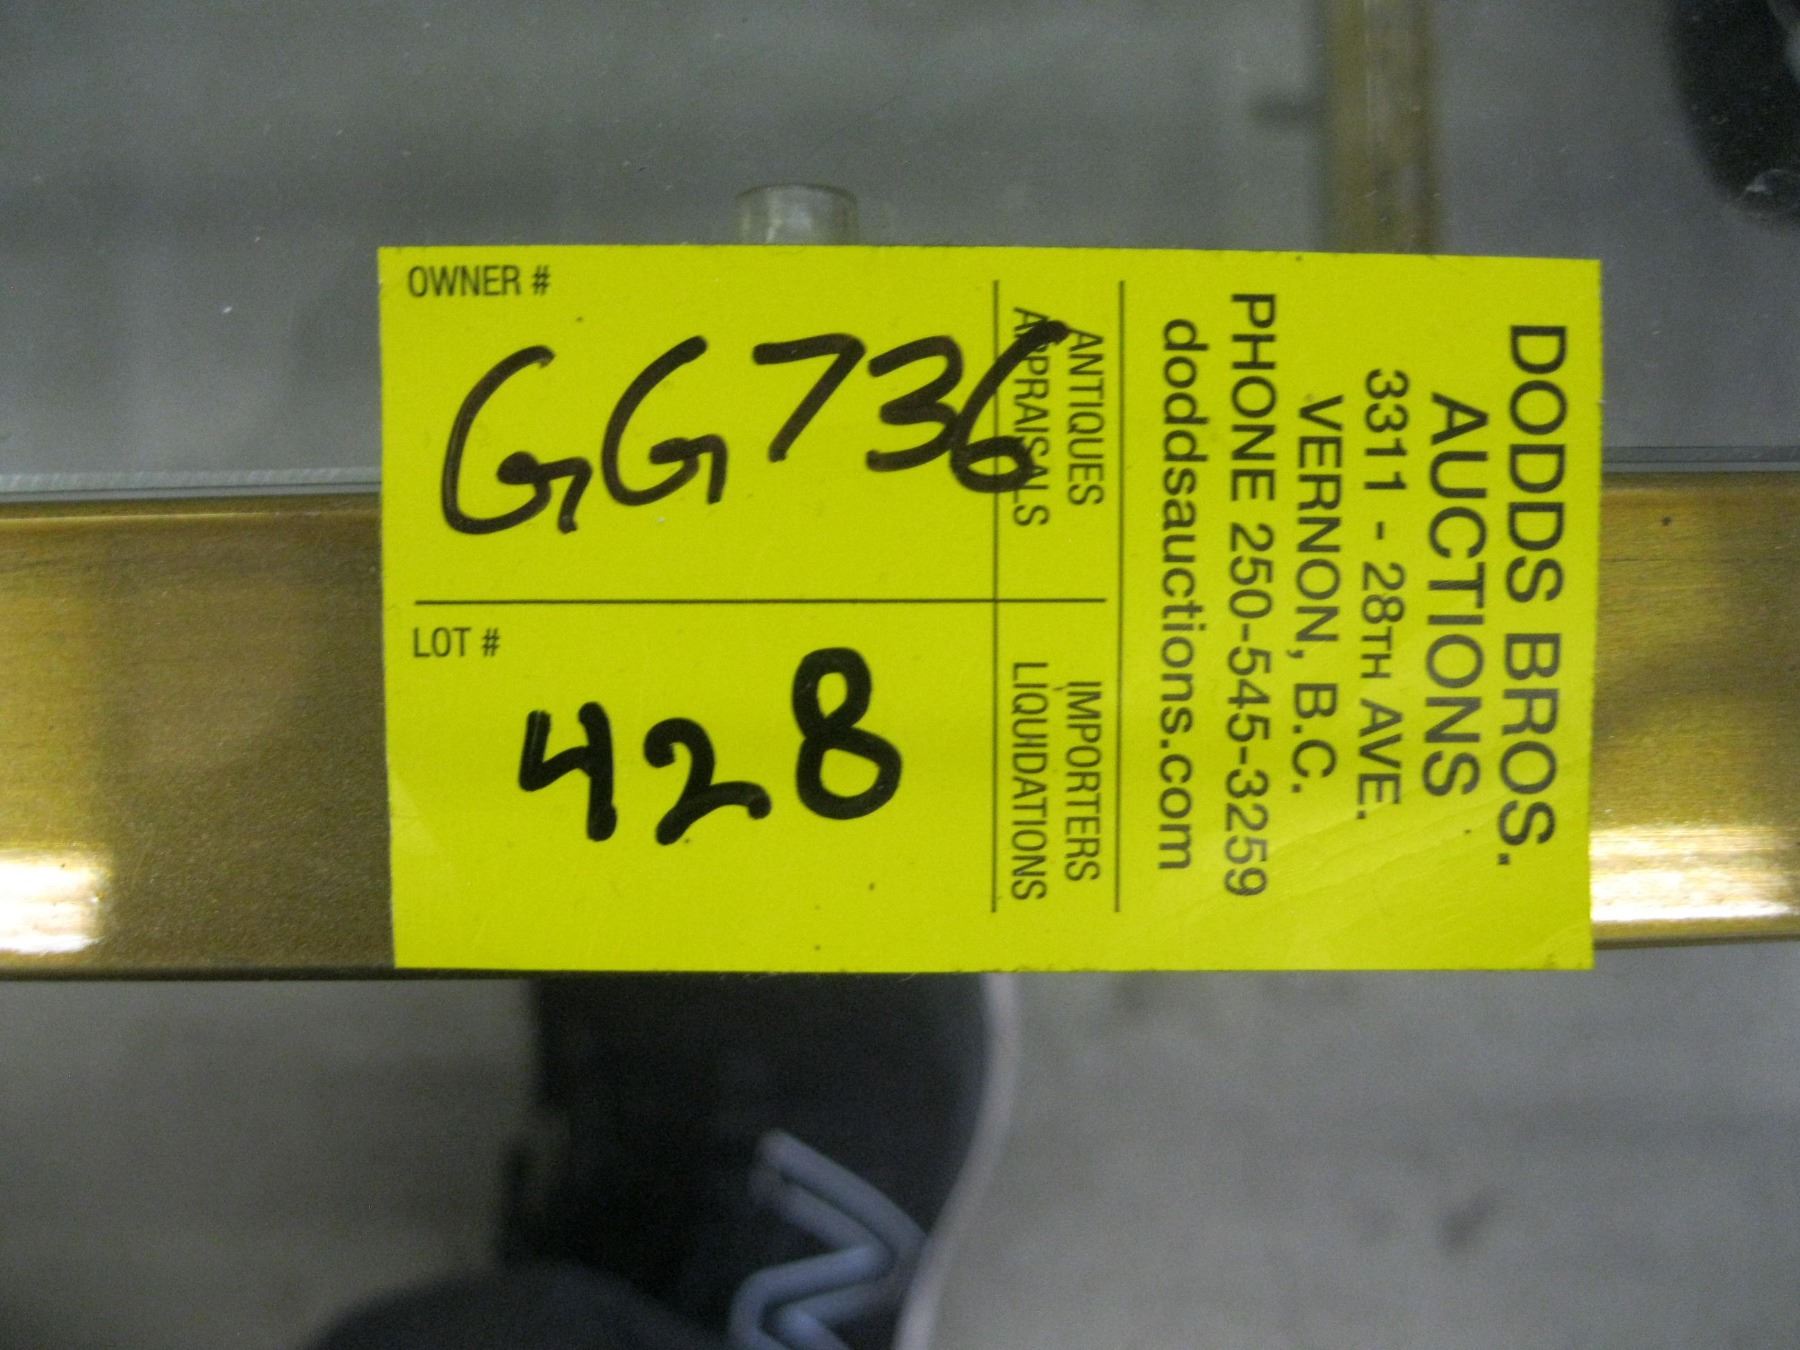 OWNER #
GG736
LOT #
428
ANTIQUES
APPRAISALS
IMPORTERS
LIQUIDATIONS
DODDS BROS.
AUCTIONS
3311 - 28TH AVE.
VERNON, B.C.
PHONE 250-545-3259
doddsauctions.com